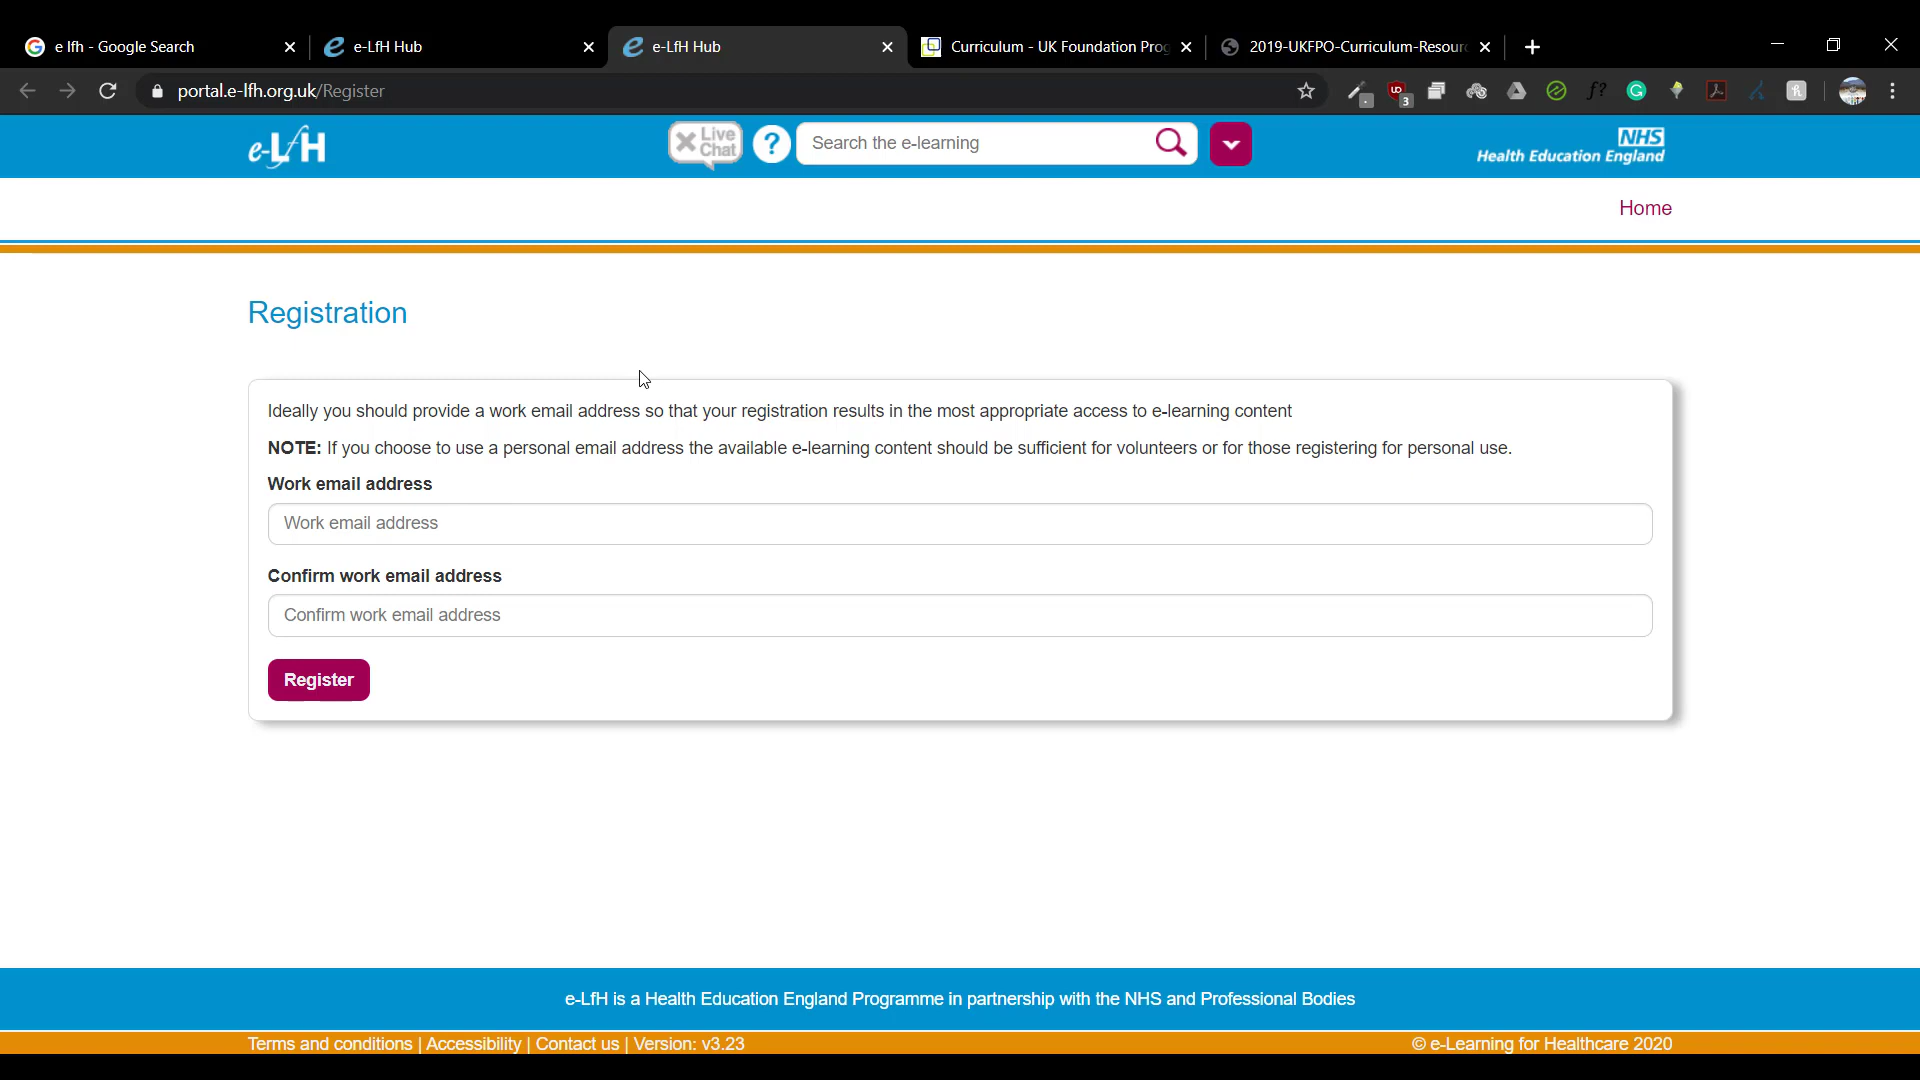 e lfh - Google Search
e-LfH Hub
e-LfH Hub
Curriculum - UK Foundation Prog
2019-UKFPO-Curriculum-Resour
portal.e-lfh.org.uk/Register
3
f?
e-LfH
Live
Chat
?
Search the e-learning
NHS
Health Education England
Home
Registration
Ideally you should provide a work email address so that your registration results in the most appropriate access to e-learning content
NOTE: If you choose to use a personal email address the available e-learning content should be sufficient for volunteers or for those registering for personal use.
Work email address
Work email address
Confirm work email address
Confirm work email address
Register
e-LfH is a Health Education England Programme in partnership with the NHS and Professional Bodies
Terms and conditions | Accessibility | Contact us | Version: v3.23
© e-Learning for Healthcare 2020